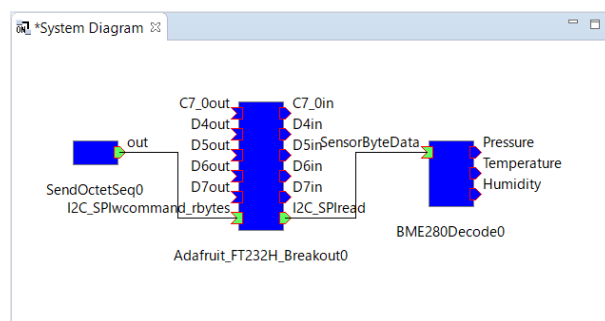 *System Diagram
C7_0out
C7_0in
D4out
D4in
out
D5out
D5in
SensorByteData
Pressure
D6out
D6in
Temperature
D7out
D7in
Humidity
SendOctetSeq0
I2C_SPIwcommand_rbytes
I2C_SPIread
BME280Decode0
Adafruit_FT232H_Breakout0